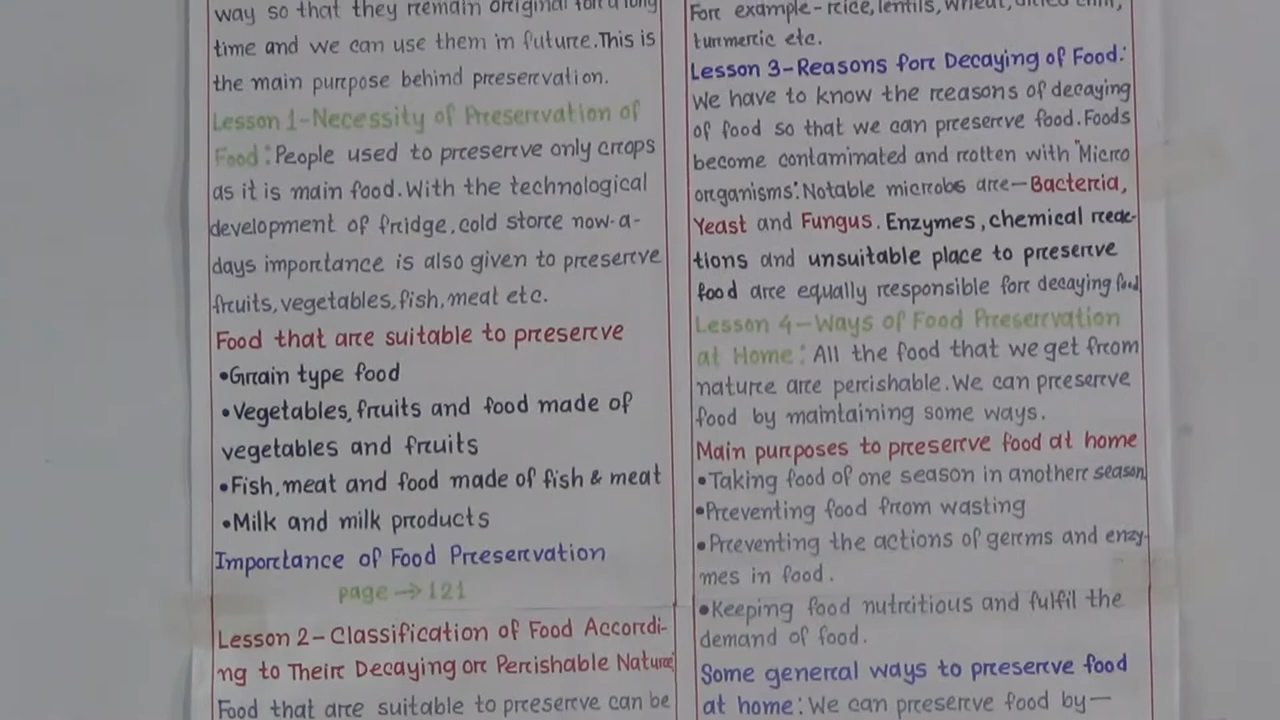 way so that they remain original for a long
time and we can use them in future.This is
the main purpose behind preservation.
Lesson 1-Necessity of Preservation of
Food: People used to preserve only crops
as it is main food. With the technological
development of fridge, cold store now-a-
days importance is also given to preserve
fruits, vegetables, fish, meat etc.
Food that are suitable to preserve
•Grain type food
•Vegetables, fruits and food made of
vegetables and fruits
•Fish, meat and food made of fish & meat
•Milk and milk products
Importance of Food Preservation
page → 121
Lesson 2-Classification of Food Accordi-
ng to Their Decaying or Perishable Nature:
Food that are suitable to preserve can be
For example-rice, lentils, wheat, dried chili,
turmeric etc.
Lesson 3-Reasons for Decaying of Food:
We have to know the reasons of decaying
of food so that we can preserve food. Foods
become contaminated and rotten with "Micro
organisms". Notable microbs are-Bacteria,
Yeast and Fungus. Enzymes, chemical reac-
tions and unsuitable place to preserve
food are equally responsible for decaying food
Lesson 4-Ways of Food Preservation
at Home: All the food that we get from
nature are perishable. We can preserve
food by maintaining some ways.
Main purposes to preserve food at home
•Taking food of one season in another season
•Preventing food from wasting
•Preventing the actions of germs and enzy-
mes in food.
•Keeping food nutritious and fulfil the
demand of food.
Some general ways to preserve food
at home: We can preserve food by—